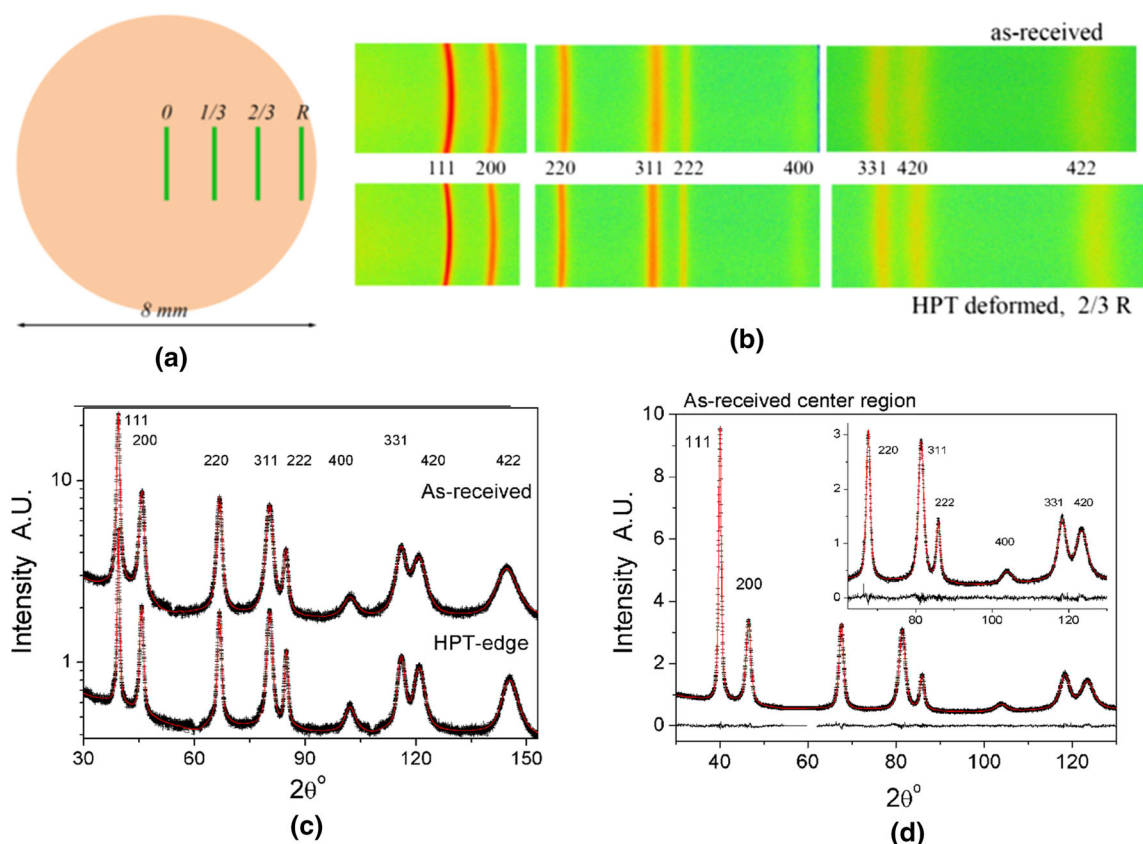 0 1/3 2/3 R
8 mm
(a)
as-received
111 200 220 311 222 400 331 420 422
HPT deformed, 2/3 R
(b)
111
200 220 311 222 400 331 420 422
As-received
HPT-edge
10
1
Intensity A.U.
30 60 90 120 150
2θ°
(c)
As-received center region
111
200
10
8
6
4
2
0
Intensity A.U.
40 60 80 100 120
2θ°
3
2
1
0
220 311
222
400
331 420
80 100 120
(d)